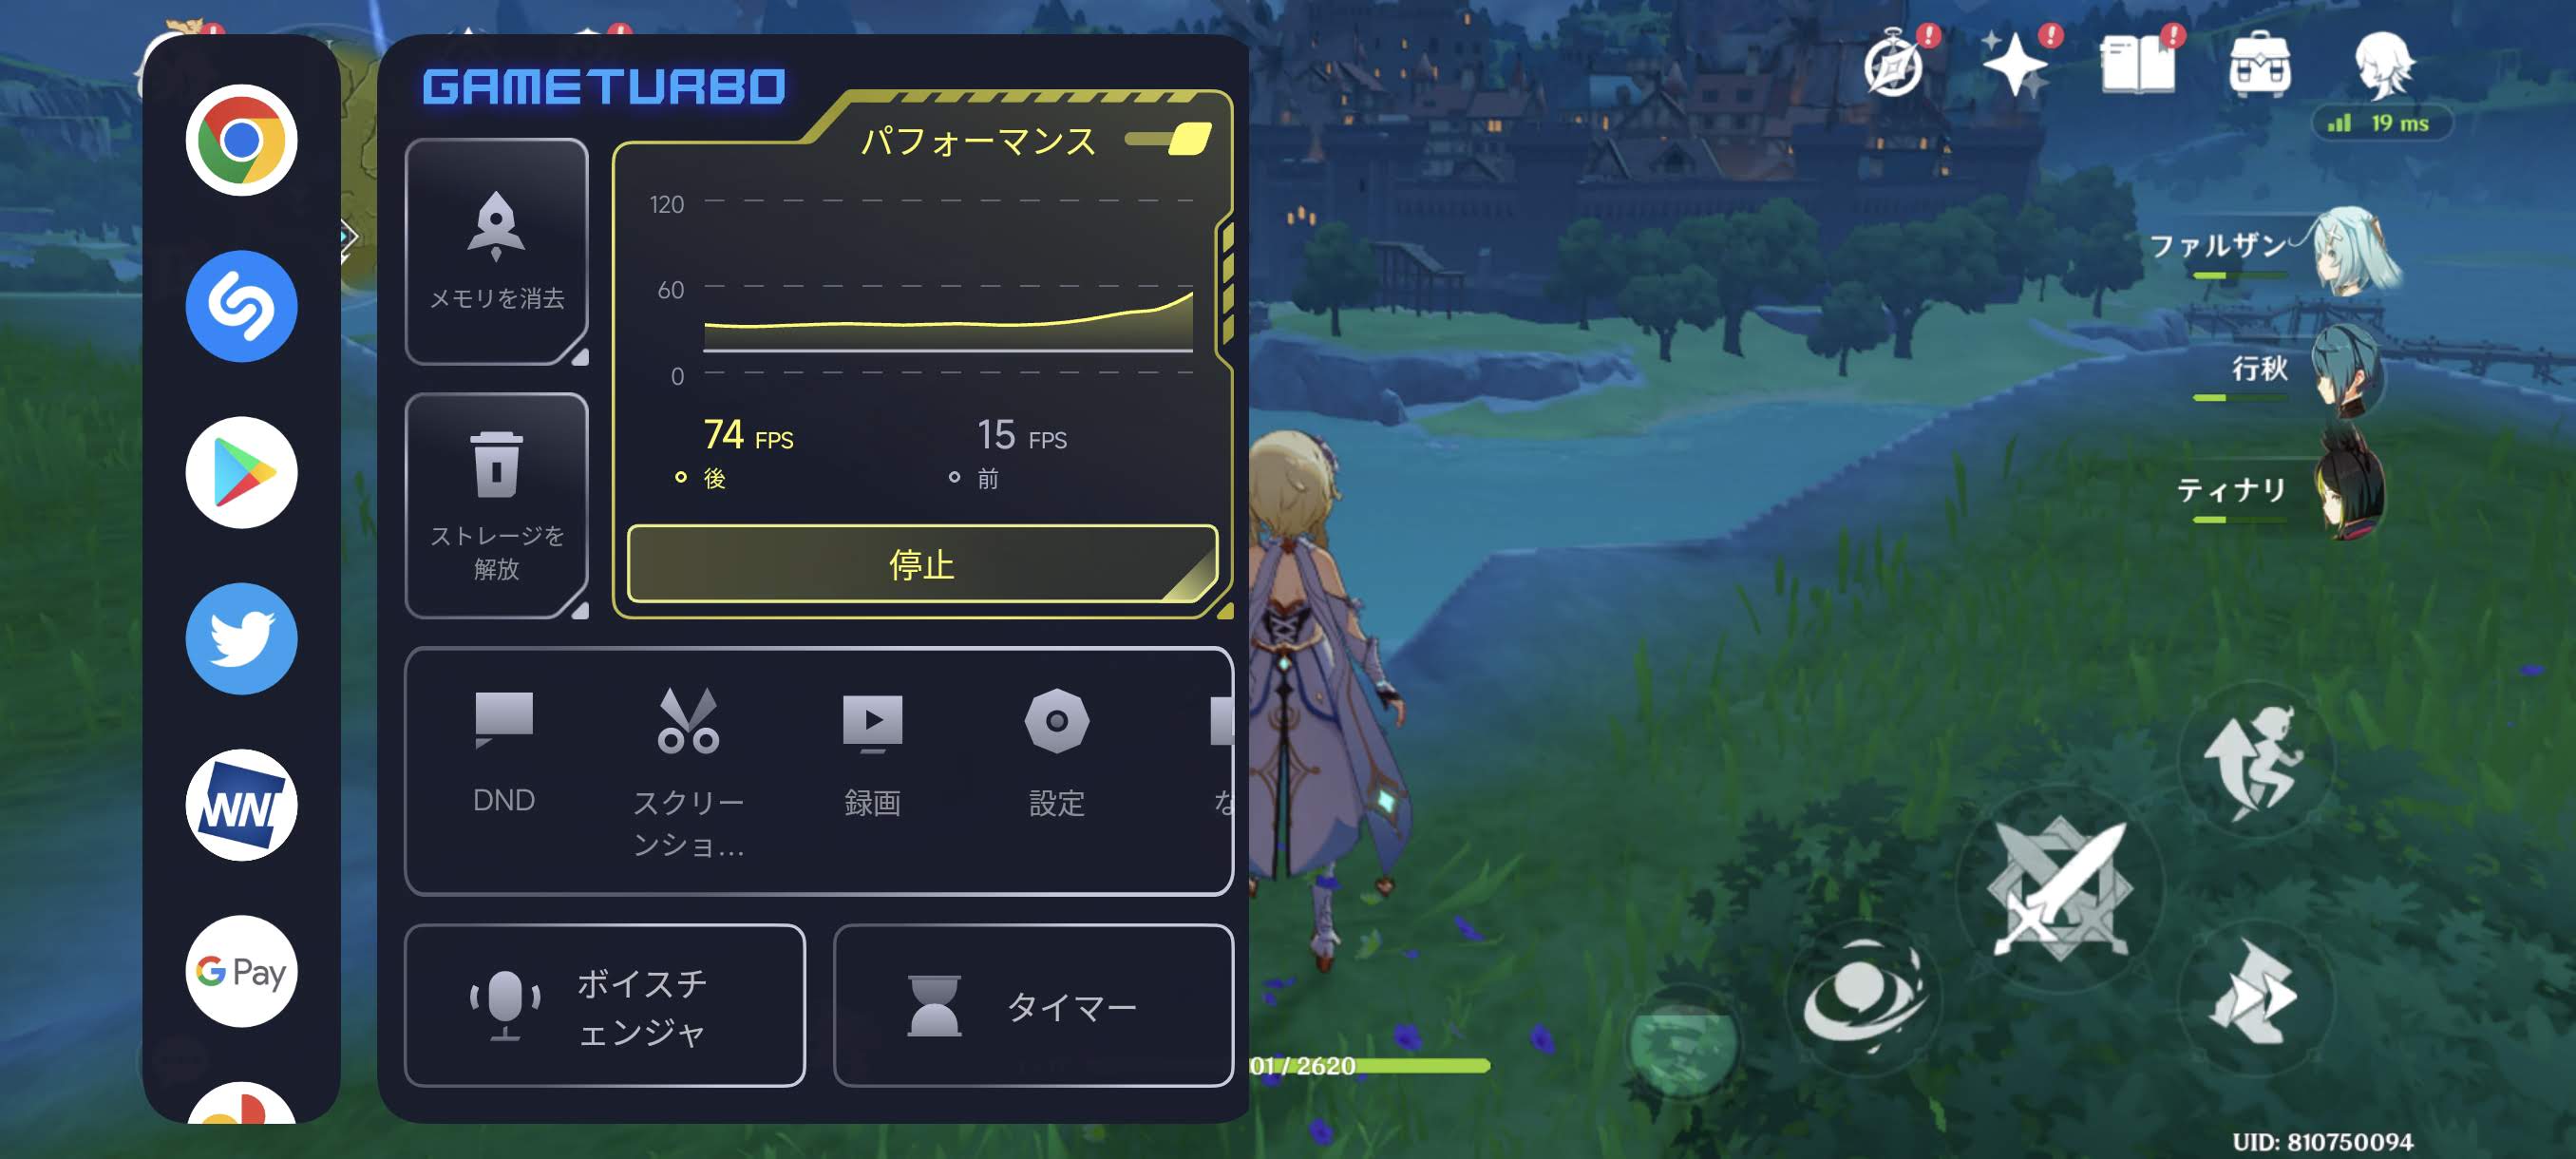 GAMETURBO
パフォーマンス
120
60
0
74 FPS
後
15 FPS
前
停止
メモリを消去
ストレージを
解放
DND
スクリー
ンショ...
録画
設定
な
ボイスチ
ェンジャ
タイマー
WNI
G Pay
19 ms
ファルザン
行秋
ティナリ
01 / 2620
UID: 810750094